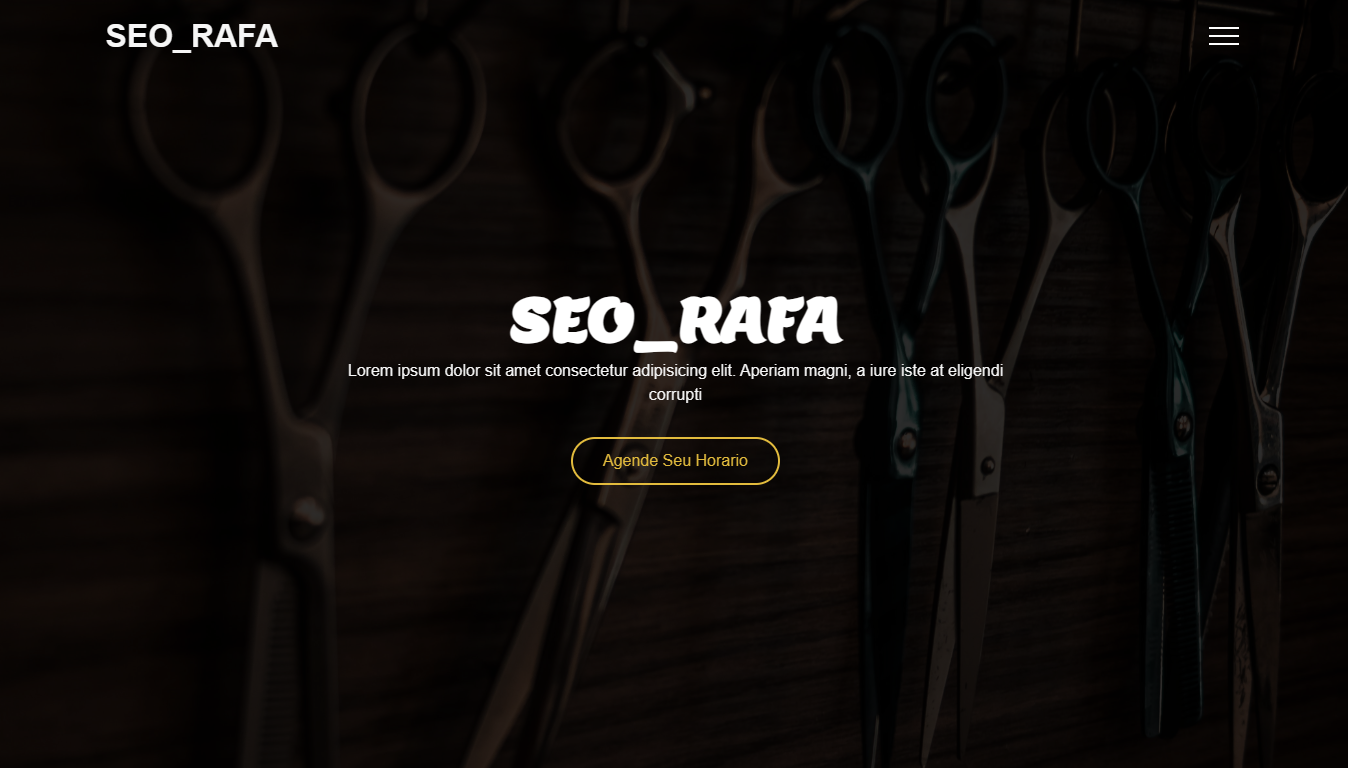 SEO_RAFA
SEO_RAFA
Lorem ipsum dolor sit amet consectetur adipisicing elit. Aperiam magni, a iure iste at eligendi
corrupti
Agende Seu Horario